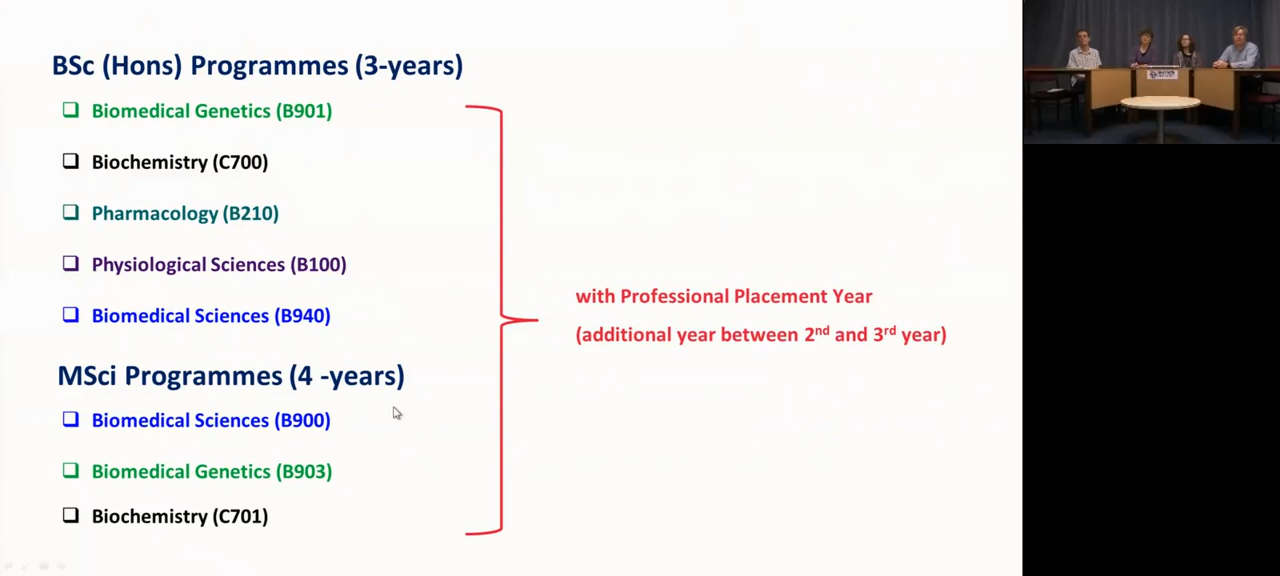 BSc (Hons) Programmes (3-years)
Biomedical Genetics (B901)
Biochemistry (C700)
Pharmacology (B210)
Physiological Sciences (B100)
Biomedical Sciences (B940)
with Professional Placement Year
(additional year between 2nd and 3rd year)
MSci Programmes (4 -years)
Biomedical Sciences (B900)
Biomedical Genetics (B903)
Biochemistry (C701)